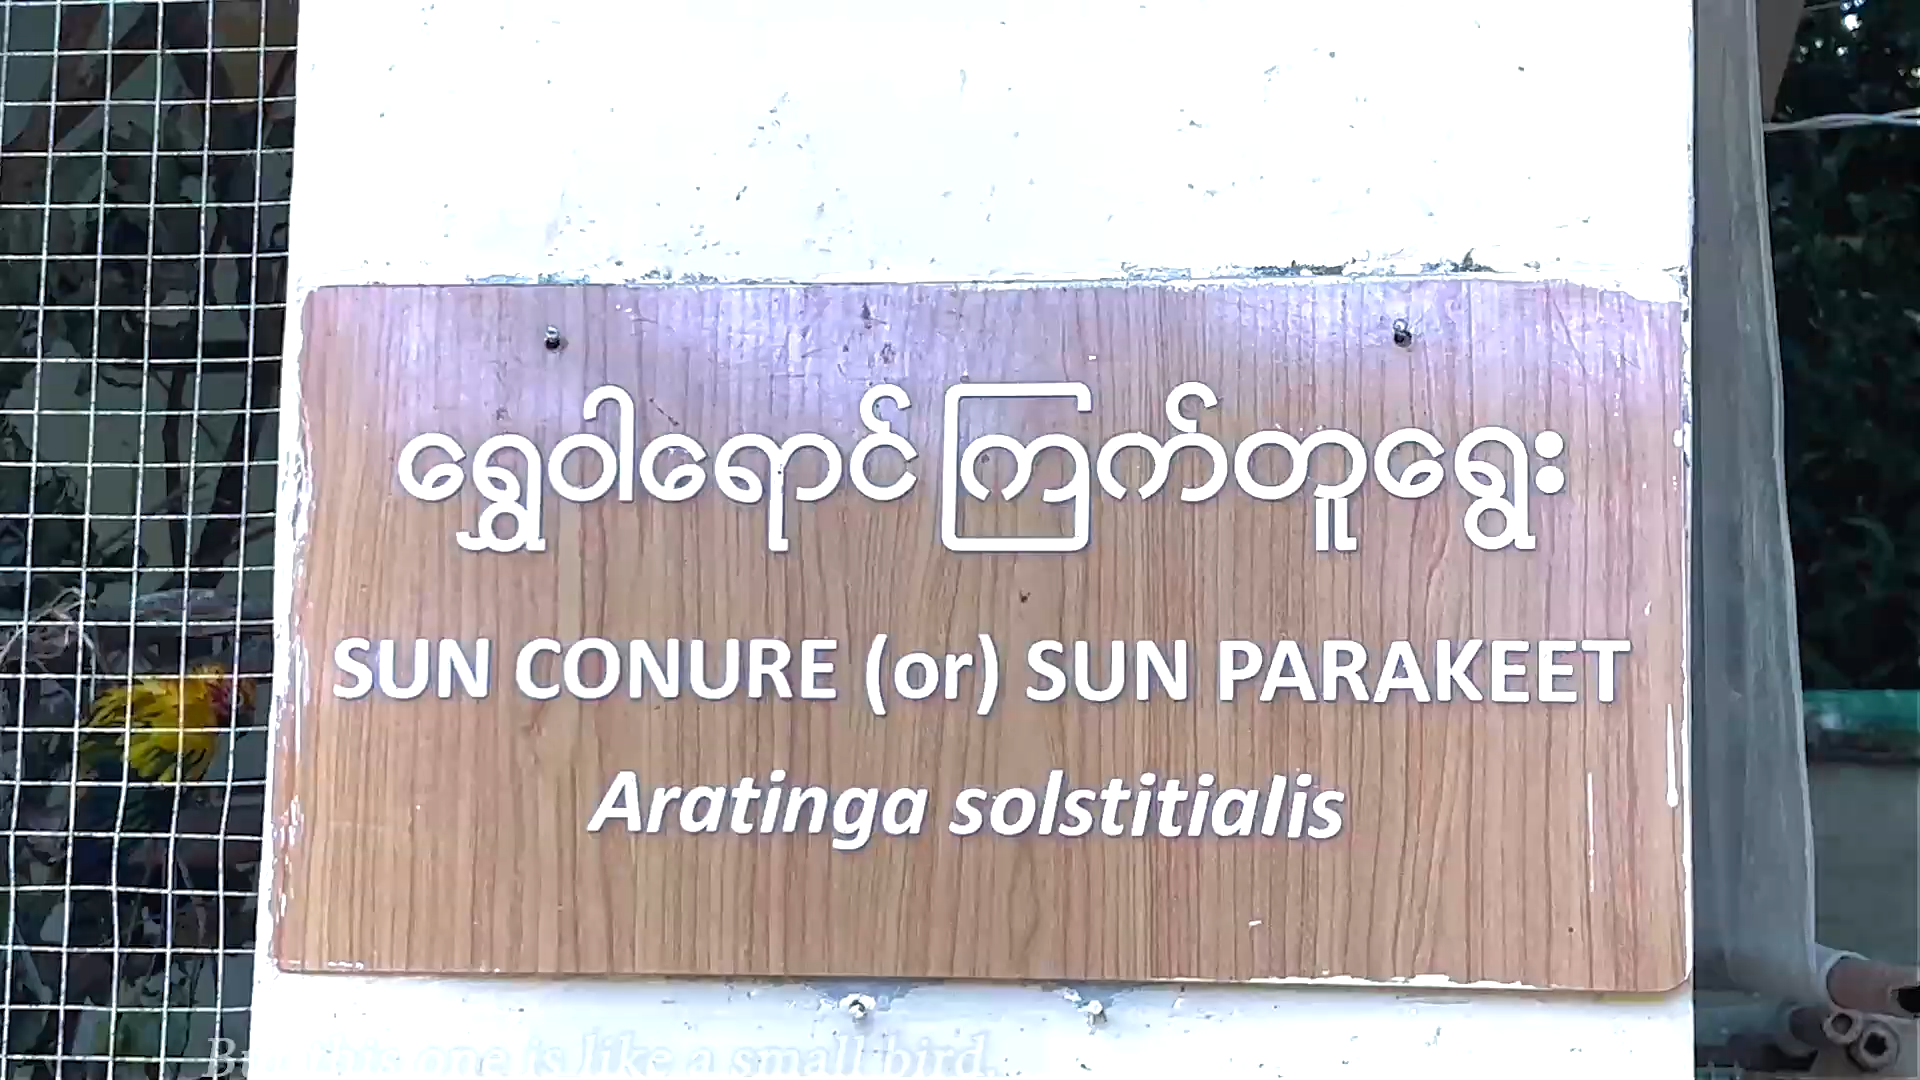 ရွှေဝါရောင် ကြက်တူရွေး
SUN CONURE (or) SUN PARAKEET
Aratinga solstitialis
But this one is like a small bird.